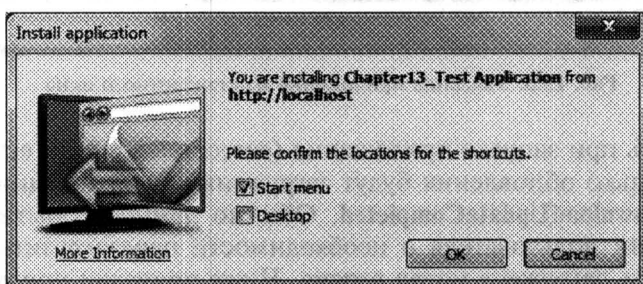 Install application
You are installing Chapter13_Test Application from
http://localhost
Please confirm the locations for the shortcuts.
Start menu
Desktop
More Information
OK
Cancel